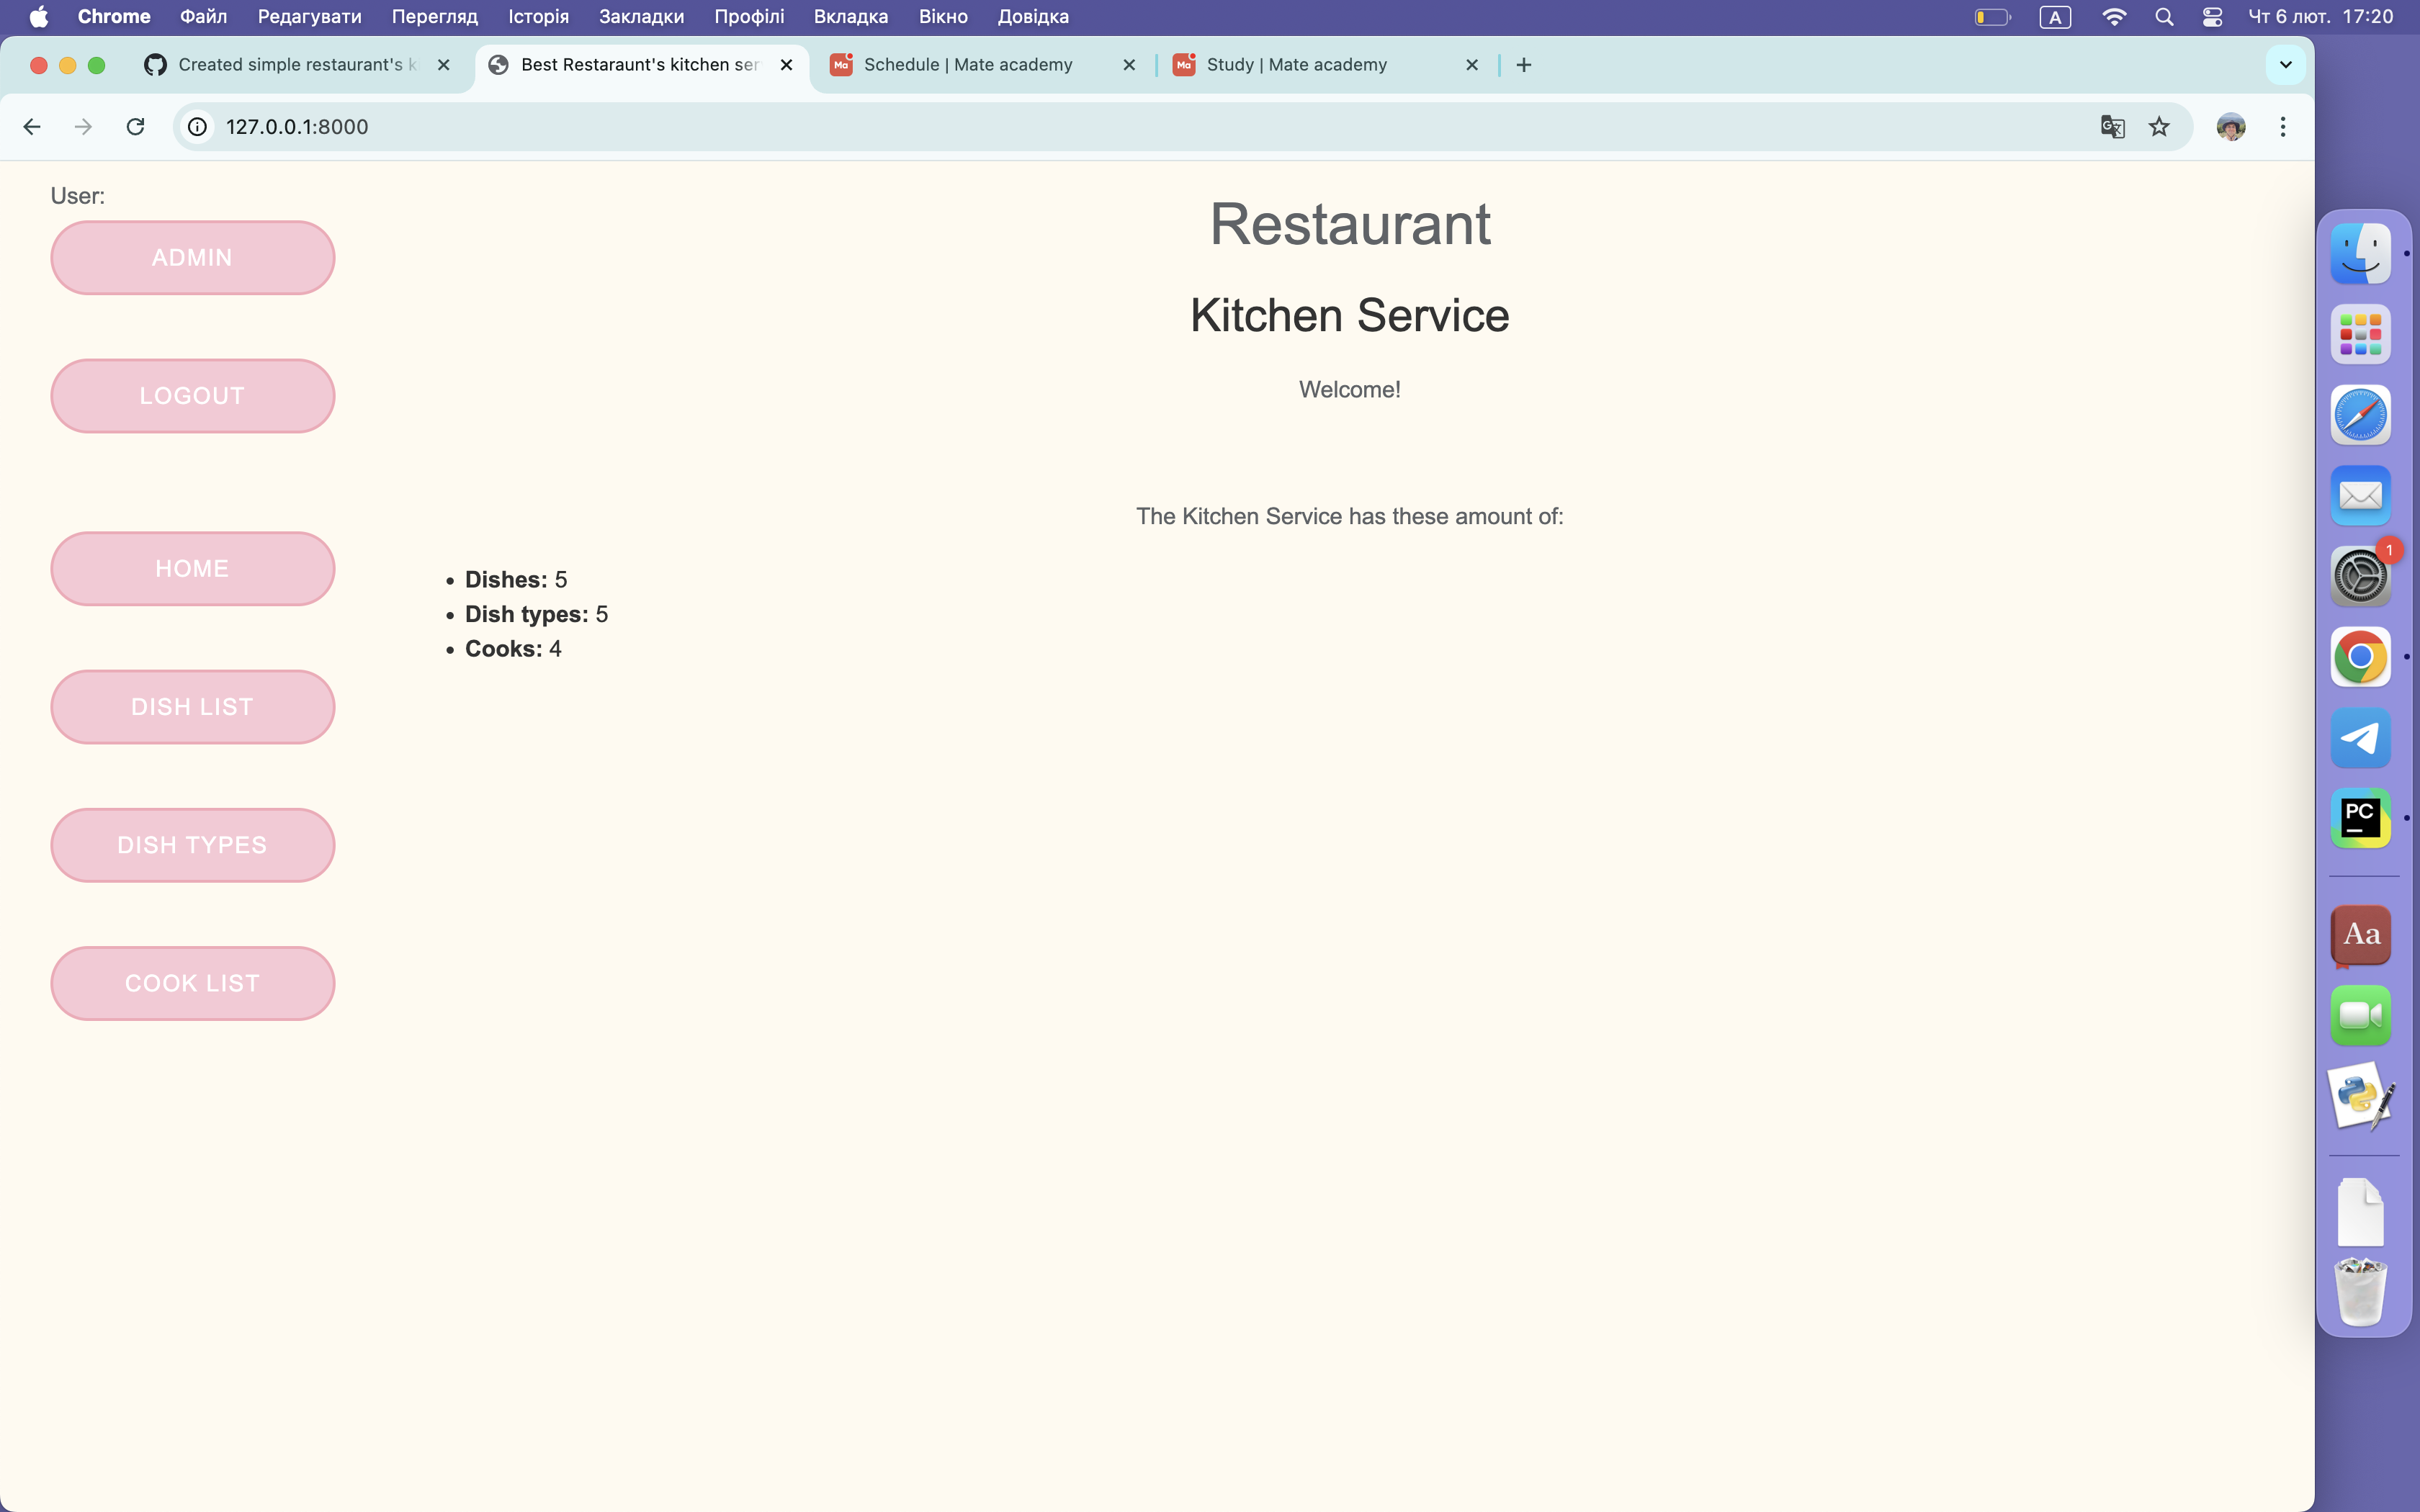 Chrome Файл Редагувати Перегляд Історія Закладки Профілі Вкладка Вікно Довідка A Чт 6 лют. 17:20
Created simple restaurant's k Best Restaraunt's kitchen ser Ma Schedule | Mate academy Ma Study | Mate academy
127.0.0.1:8000
User:
ADMIN
LOGOUT
HOME
DISH LIST
DISH TYPES
COOK LIST
Restaurant
Kitchen Service
Welcome!
The Kitchen Service has these amount of:
Dishes: 5
Dish types: 5
Cooks: 4
1
PC
Aa